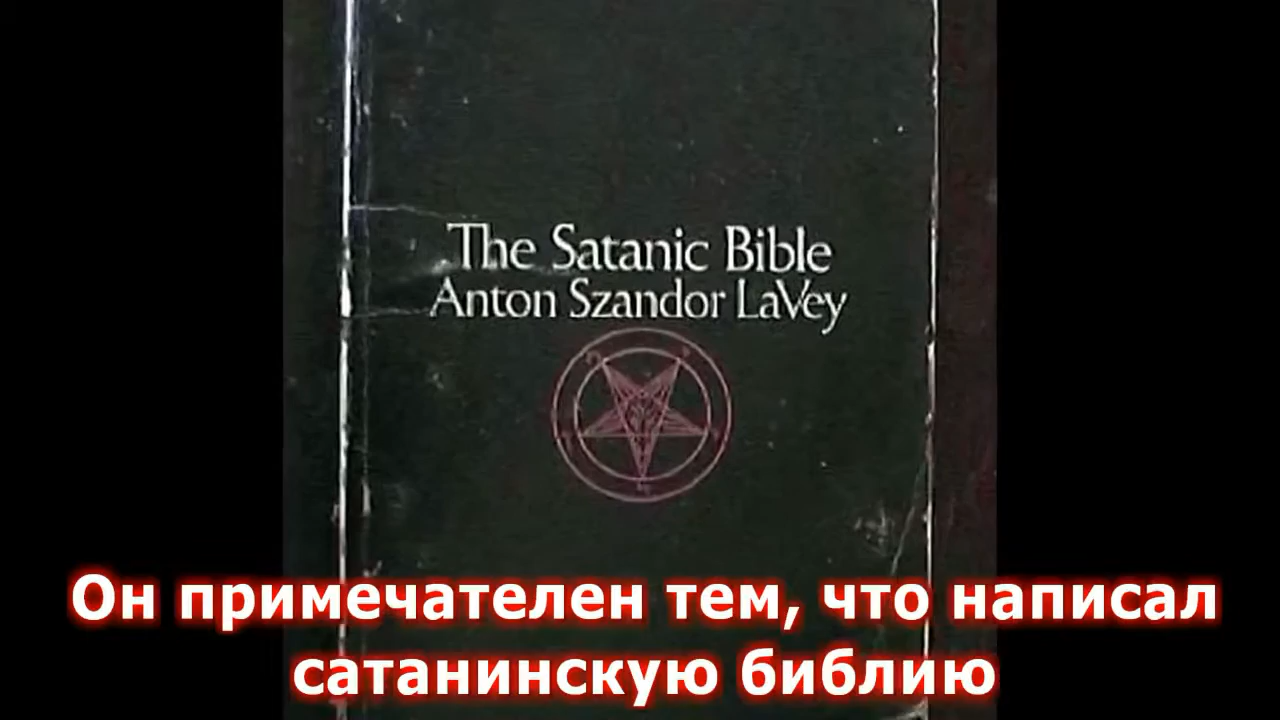 The Satanic Bible
Anton Szandor LaVey
Он примечателен тем, что написал
сатанинскую библию